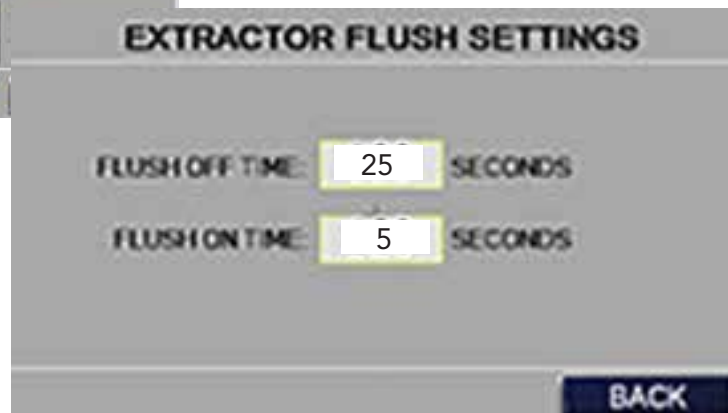 EXTRACTOR FLUSH SETTINGS
FLUSH OFF TIME: 25 SECONDS
FLUSH ON TIME: 5 SECONDS
BACK